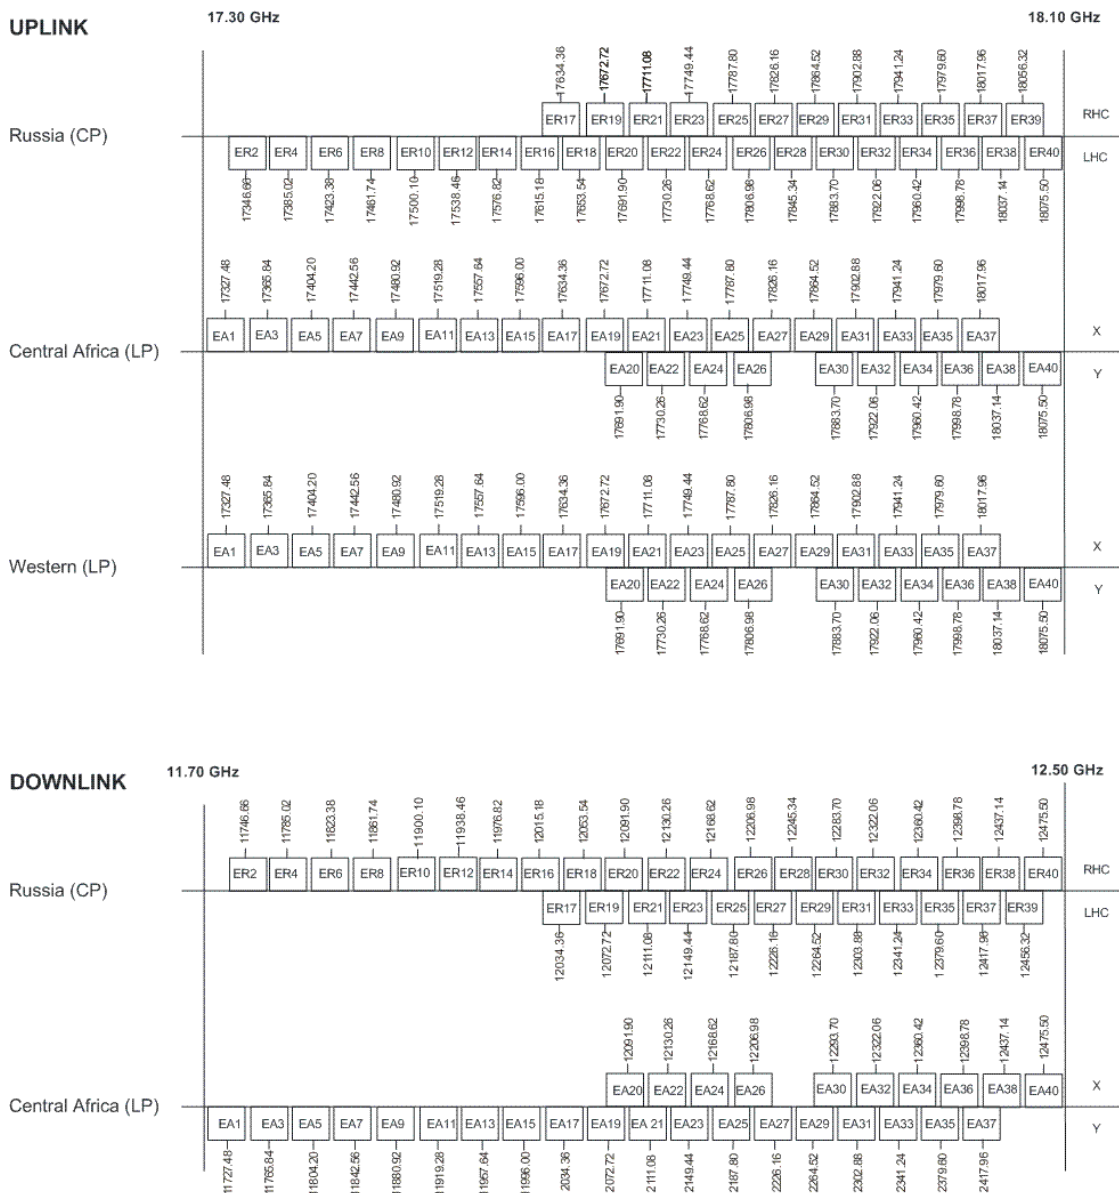 UPLINK
17.30 GHz 18.10 GHz
17634.36 17672.72 17711.08 17749.44 17787.80 17826.16 17864.52 17902.88 17941.24 17979.60 18017.96 18056.32
ER17 ER19 ER21 ER23 ER25 ER27 ER29 ER31 ER33 ER35 ER37 ER39 RHC
Russia (CP)
ER2 ER4 ER6 ER8 ER10 ER12 ER14 ER16 ER18 ER20 ER22 ER24 ER26 ER28 ER30 ER32 ER34 ER36 ER38 ER40 LHC
17346.66 17385.02 17423.38 17461.74 17500.10 17538.46 17576.82 17615.18 17653.54 17691.90 17730.26 17768.62 17806.98 17845.34 17883.70 17922.06 17960.42 17998.78 18037.14 18075.50
17327.48 17365.84 17404.20 17442.56 17480.92 17519.28 17557.64 17596.00 17634.36 17672.72 17711.08 17749.44 17787.80 17826.16 17864.52 17902.88 17941.24 17979.60 18017.96
EA1 EA3 EA5 EA7 EA9 EA11 EA13 EA15 EA17 EA19 EA21 EA23 EA25 EA27 EA29 EA31 EA33 EA35 EA37 X
Central Africa (LP)
EA20 EA22 EA24 EA26 EA30 EA32 EA34 EA36 EA38 EA40 Y
17691.90 17730.26 17768.62 17806.98 17883.70 17922.06 17960.42 17998.78 18037.14 18075.50
17327.48 17365.84 17404.20 17442.56 17480.92 17519.28 17557.64 17596.00 17634.36 17672.72 17711.08 17749.44 17787.80 17826.16 17864.52 17902.88 17941.24 17979.60 18017.96
EA1 EA3 EA5 EA7 EA9 EA11 EA13 EA15 EA17 EA19 EA21 EA23 EA25 EA27 EA29 EA31 EA33 EA35 EA37 X
Western (LP)
EA20 EA22 EA24 EA26 EA30 EA32 EA34 EA36 EA38 EA40 Y
17691.90 17730.26 17768.62 17806.98 17883.70 17922.06 17960.42 17998.78 18037.14 18075.50
DOWNLINK
11.70 GHz 12.50 GHz
11746.66 11785.02 11823.38 11861.74 11900.10 11938.46 11976.82 12015.18 12053.54 12091.90 12130.26 12168.62 12206.98 12245.34 12283.70 12322.06 12360.42 12398.78 12437.14 12475.50
ER2 ER4 ER6 ER8 ER10 ER12 ER14 ER16 ER18 ER20 ER22 ER24 ER26 ER28 ER30 ER32 ER34 ER36 ER38 ER40 RHC
Russia (CP)
ER17 ER19 ER21 ER23 ER25 ER27 ER29 ER31 ER33 ER35 ER37 ER39 LHC
12034.36 12072.72 12111.08 12149.44 12187.80 12226.16 12264.52 12303.88 12341.24 12379.60 12417.96 12456.32
12091.90 12130.26 12168.62 12206.98 12293.70 12322.06 12360.42 12398.78 12437.14 12475.50
EA20 EA22 EA24 EA26 EA30 EA32 EA34 EA36 EA38 EA40 X
Central Africa (LP)
EA1 EA3 EA5 EA7 EA9 EA11 EA13 EA15 EA17 EA19 EA 21 EA23 EA25 EA27 EA29 EA31 EA33 EA35 EA37 Y
11727.48 11765.84 11804.20 11842.56 11880.92 11919.28 11957.64 11996.00 2034.36 2072.72 2111.08 2149.44 2187.80 2226.16 2264.52 2302.88 2341.24 2379.60 2417.96